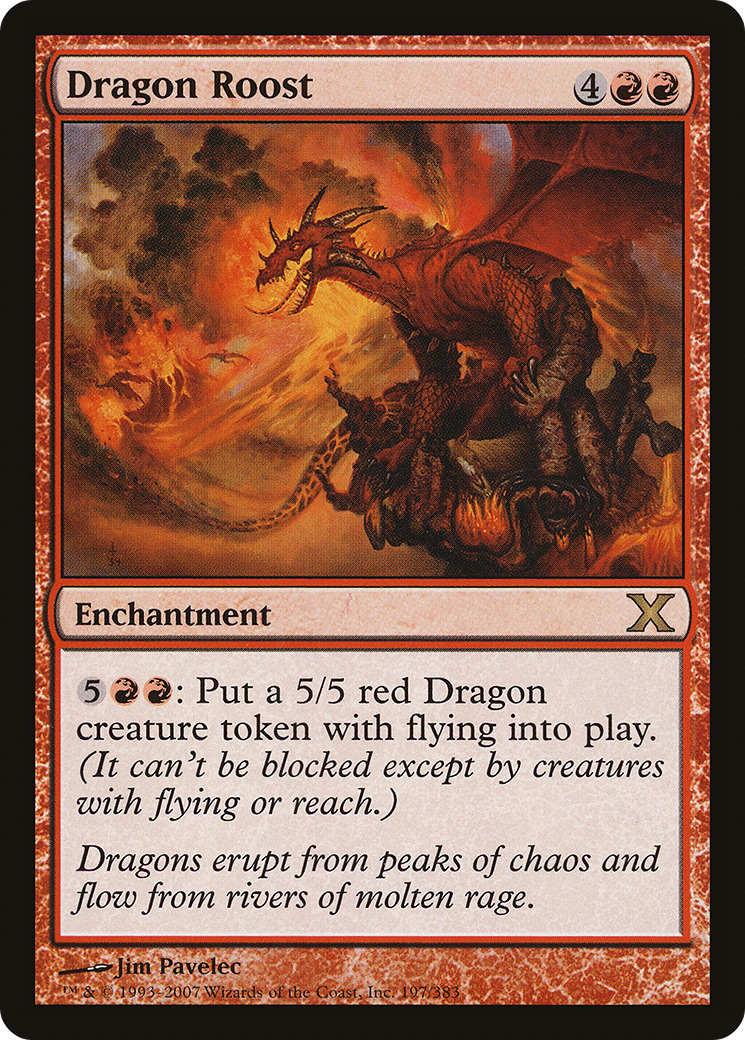 Dragon Roost 4
Enchantment X
5: Put a 5/5 red Dragon
creature token with flying into play.
(It can't be blocked except by creatures
with flying or reach.)
Dragons erupt from peaks of chaos and
flow from rivers of molten rage.
Jim Pavelec
™ & © 1993-2007 Wizards of the Coast, Inc. 197/383